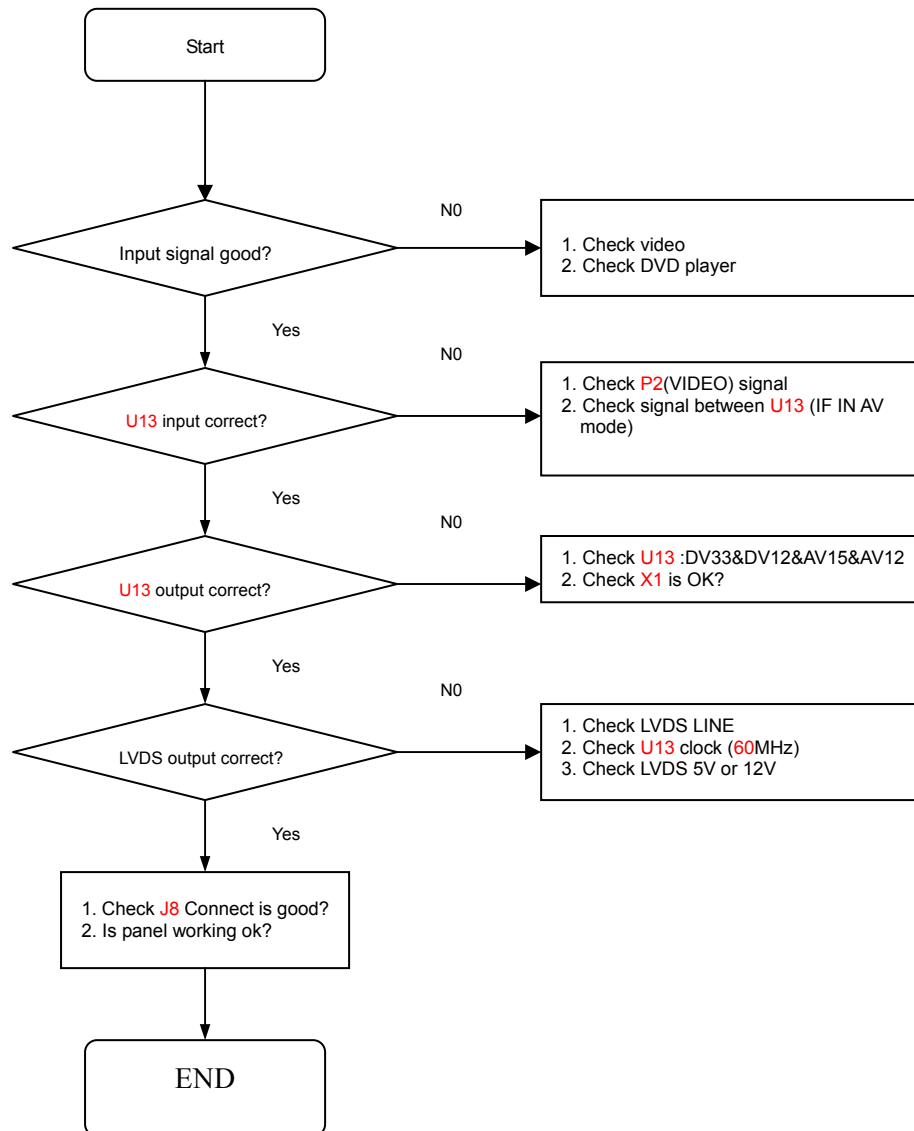 Start
N0
Input signal good?
1. Check video
2. Check DVD player
Yes
N0
U13 input correct?
1. Check P2(VIDEO) signal
2. Check signal between U13 (IF IN AV
mode)
Yes
N0
U13 output correct?
1. Check U13 :DV33&DV12&AV15&AV12
2. Check X1 is OK?
Yes
N0
LVDS output correct?
1. Check LVDS LINE
2. Check U13 clock (60MHz)
3. Check LVDS 5V or 12V
Yes
1. Check J8 Connect is good?
2. Is panel working ok?
END